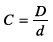 C = D/d